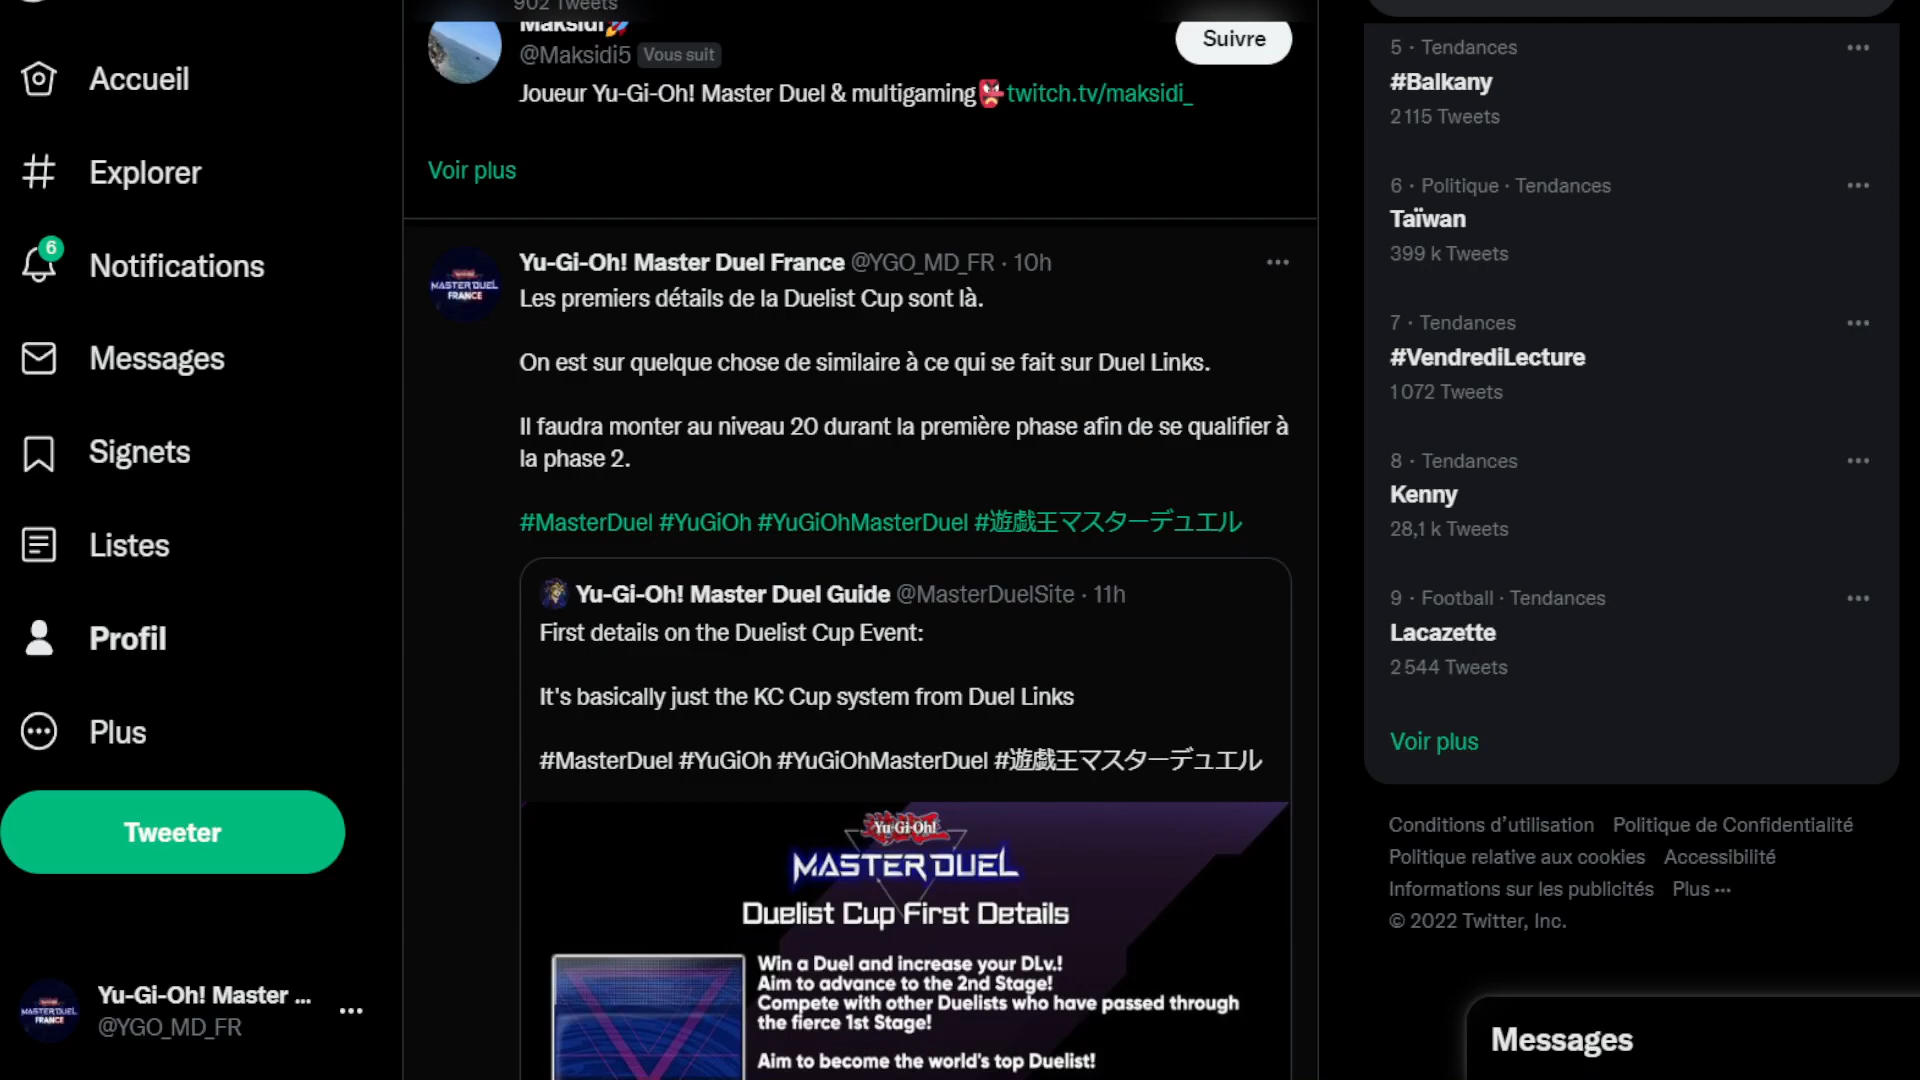 902 Tweets
Accueil
Explorer
6
Notifications
Messages
Signets
Listes
Profil
Plus
Tweeter
Yu-Gi-Oh! Master ...
@YGO_MD_FR
MASTER DUEL
FRANCE
Maksidi🚀
@Maksidi5 Vous suit
Suivre
Joueur Yu-Gi-Oh! Master Duel & multigaming👺twitch.tv/maksidi_
Voir plus
MASTER DUEL
FRANCE
Yu-Gi-Oh! Master Duel France @YGO_MD_FR · 10h
Les premiers détails de la Duelist Cup sont là.
On est sur quelque chose de similaire à ce qui se fait sur Duel Links.
Il faudra monter au niveau 20 durant la première phase afin de se qualifier à
la phase 2.
#MasterDuel #YuGiOh #YuGiOhMasterDuel #遊戯王マスターデュエル
Yu-Gi-Oh! Master Duel Guide @MasterDuelSite · 11h
First details on the Duelist Cup Event:
It's basically just the KC Cup system from Duel Links
#MasterDuel #YuGiOh #YuGiOhMasterDuel #遊戯王マスターデュエル
Yu-Gi-Oh!
MASTER DUEL
Duelist Cup First Details
Win a Duel and increase your DLv.!
Aim to advance to the 2nd Stage!
Compete with other Duelists who have passed through
the fierce 1st Stage!
Aim to become the world's top Duelist!
5 · Tendances
#Balkany
2 115 Tweets
6 · Politique · Tendances
Taïwan
399 k Tweets
7 · Tendances
#VendrediLecture
1 072 Tweets
8 · Tendances
Kenny
28,1 k Tweets
9 · Football · Tendances
Lacazette
2 544 Tweets
Voir plus
Conditions d’utilisation Politique de Confidentialité
Politique relative aux cookies Accessibilité
Informations sur les publicités Plus ···
© 2022 Twitter, Inc.
Messages